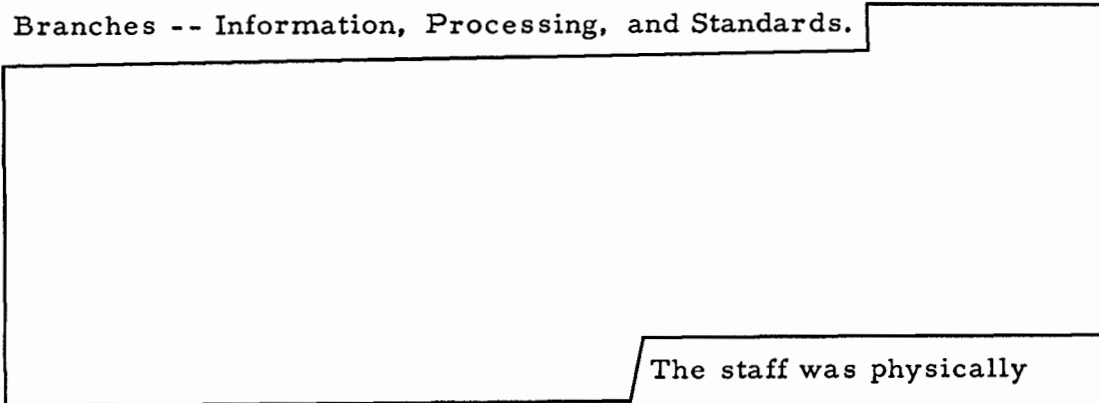 Branches -- Information, Processing, and Standards.
The staff was physically